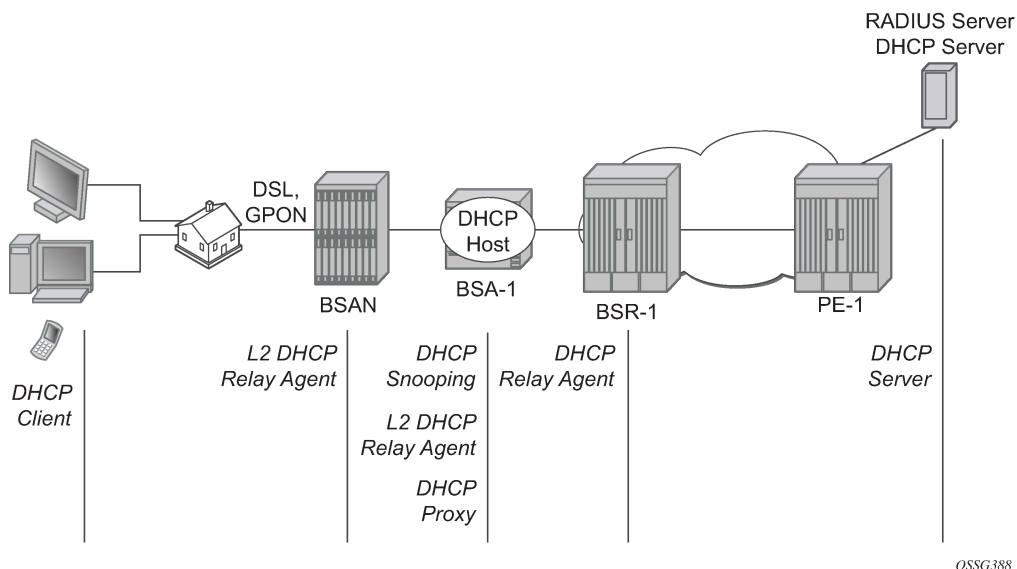 RADIUS Server
DHCP Server
DSL,
GPON
DHCP
Host
BSAN
BSA-1
BSR-1
PE-1
DHCP
Client
L2 DHCP
Relay Agent
DHCP
Snooping
L2 DHCP
Relay Agent
DHCP
Proxy
DHCP
Relay Agent
DHCP
Server
OSSG388